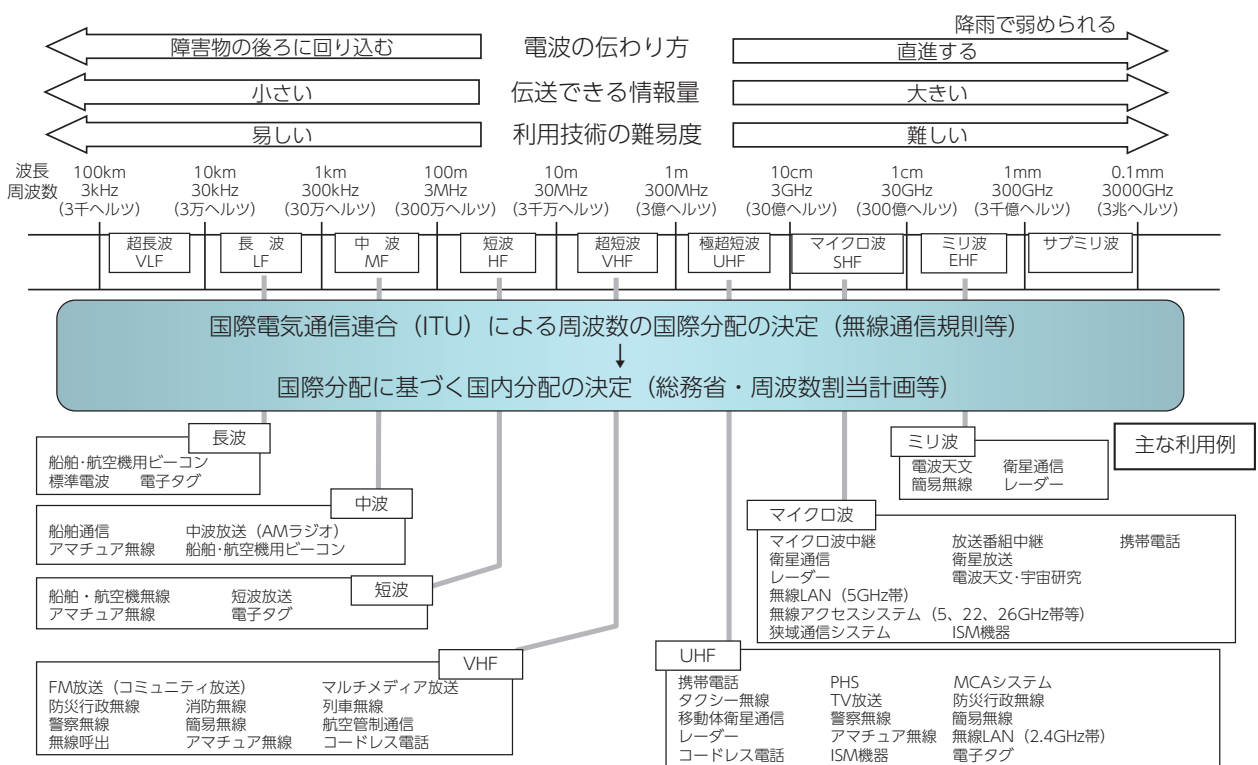 降雨で弱められる
障害物の後ろに回り込む 電波の伝わり方 直進する
小さい 伝送できる情報量 大きい
易しい 利用技術の難易度 難しい
波長 100km 10km 1km 100m 10m 1m 10cm 1cm 1mm 0.1mm
周波数 3kHz 30kHz 300kHz 3MHz 30MHz 300MHz 3GHz 30GHz 300GHz 3000GHz
(3千ヘルツ) (3万ヘルツ) (30万ヘルツ) (300万ヘルツ) (3千万ヘルツ) (3億ヘルツ) (30億ヘルツ) (300億ヘルツ) (3千億ヘルツ) (3兆ヘルツ)
超長波 長 波 中 波 短波 超短波 極超短波 マイクロ波 ミリ波 サブミリ波
VLF LF MF HF VHF UHF SHF EHF
国際電気通信連合（ITU）による周波数の国際分配の決定（無線通信規則等）
↓
国際分配に基づく国内分配の決定（総務省・周波数割当計画等）
主な利用例
長波
船舶・航空機用ビーコン
標準電波 電子タグ
中波
船舶通信 中波放送（AMラジオ）
アマチュア無線 船舶・航空機用ビーコン
短波
船舶・航空機無線 短波放送
アマチュア無線 電子タグ
VHF
FM放送（コミュニティ放送） マルチメディア放送
防災行政無線 消防無線 列車無線
警察無線 簡易無線 航空管制通信
無線呼出 アマチュア無線 コードレス電話
ミリ波
電波天文 衛星通信
簡易無線 レーダー
マイクロ波
マイクロ波中継 放送番組中継 携帯電話
衛星通信 衛星放送
レーダー 電波天文・宇宙研究
無線LAN（5GHz帯）
無線アクセスシステム（5、22、26GHz帯等）
狭域通信システム ISM機器
UHF
携帯電話 PHS MCAシステム
タクシー無線 TV放送 防災行政無線
移動体衛星通信 警察無線 簡易無線
レーダー アマチュア無線 無線LAN（2.4GHz帯）
コードレス電話 ISM機器 電子タグ